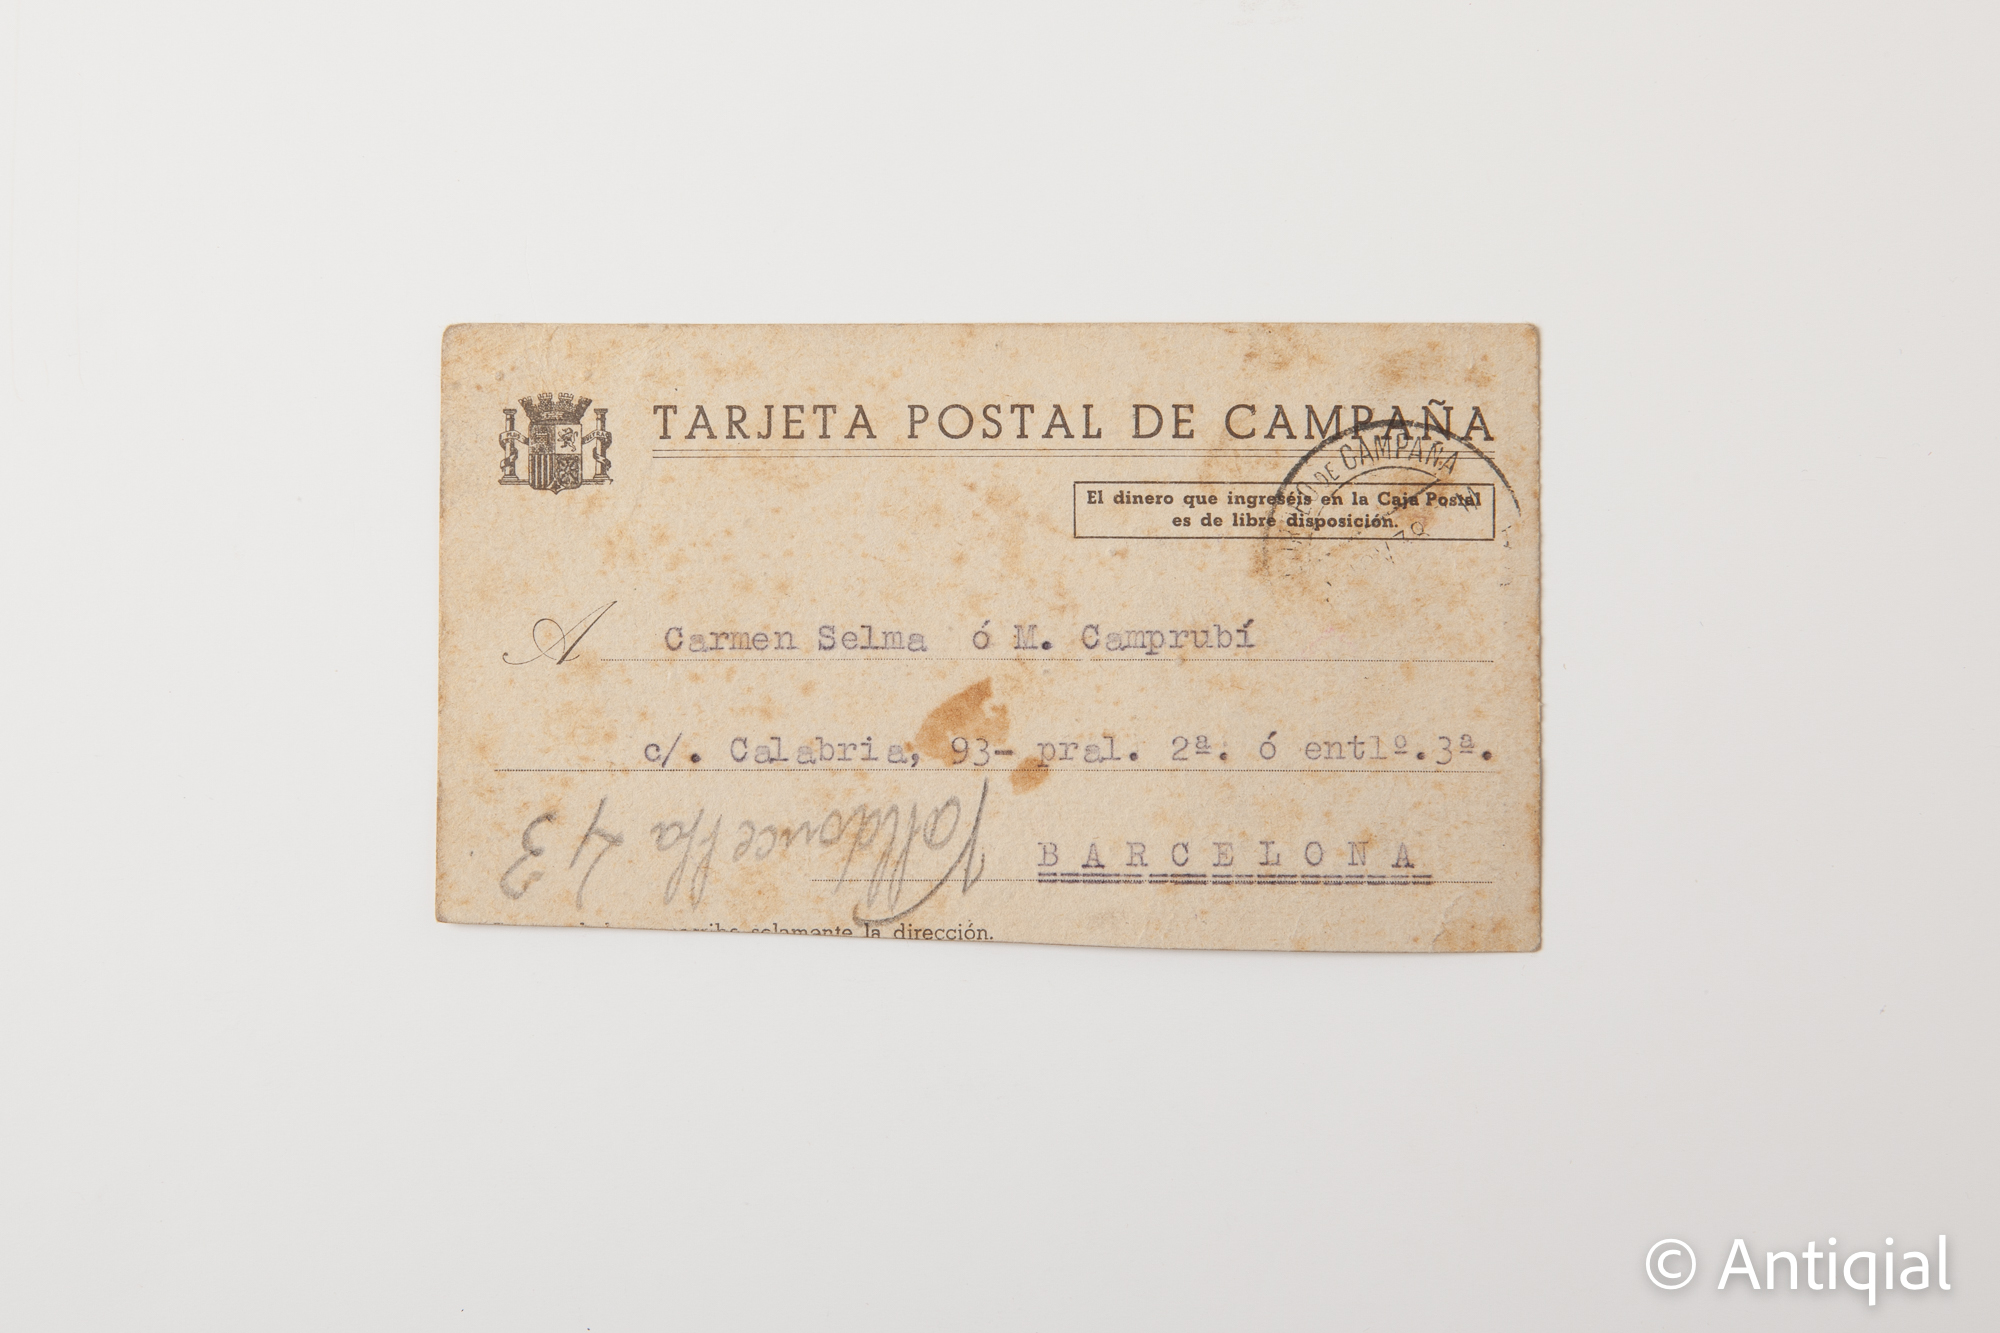 TARJETA POSTAL DE CAMPAÑA
DE CAMPAÑA
El dinero que ingreséis en la Caja Postal
es de libre disposición.
A Carmen Selma ó M. Camprubí
c/. Calabria, 93- pral. 2ª. ó entlº.3ª.
BARCELONA
Valldoncella 43
solamante la dirección.
© Antiqial